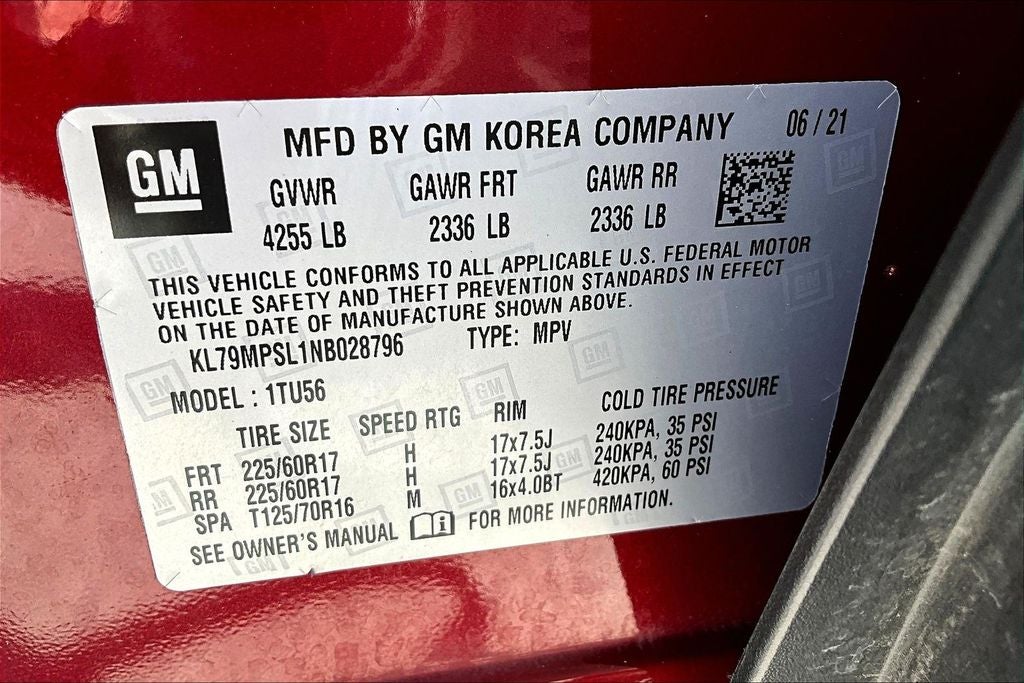 GM
MFD BY GM KOREA COMPANY 06 / 21
GVWR GAWR FRT GAWR RR
4255 LB 2336 LB 2336 LB
THIS VEHICLE CONFORMS TO ALL APPLICABLE U.S. FEDERAL MOTOR
VEHICLE SAFETY AND THEFT PREVENTION STANDARDS IN EFFECT
ON THE DATE OF MANUFACTURE SHOWN ABOVE.
KL79MPSL1NB028796 TYPE: MPV
MODEL : 1TU56
TIRE SIZE SPEED RTG RIM COLD TIRE PRESSURE
FRT 225/60R17 H 17x7.5J 240KPA, 35 PSI
RR 225/60R17 H 17x7.5J 240KPA, 35 PSI
SPA T125/70R16 M 16x4.0BT 420KPA, 60 PSI
SEE OWNER'S MANUAL FOR MORE INFORMATION.